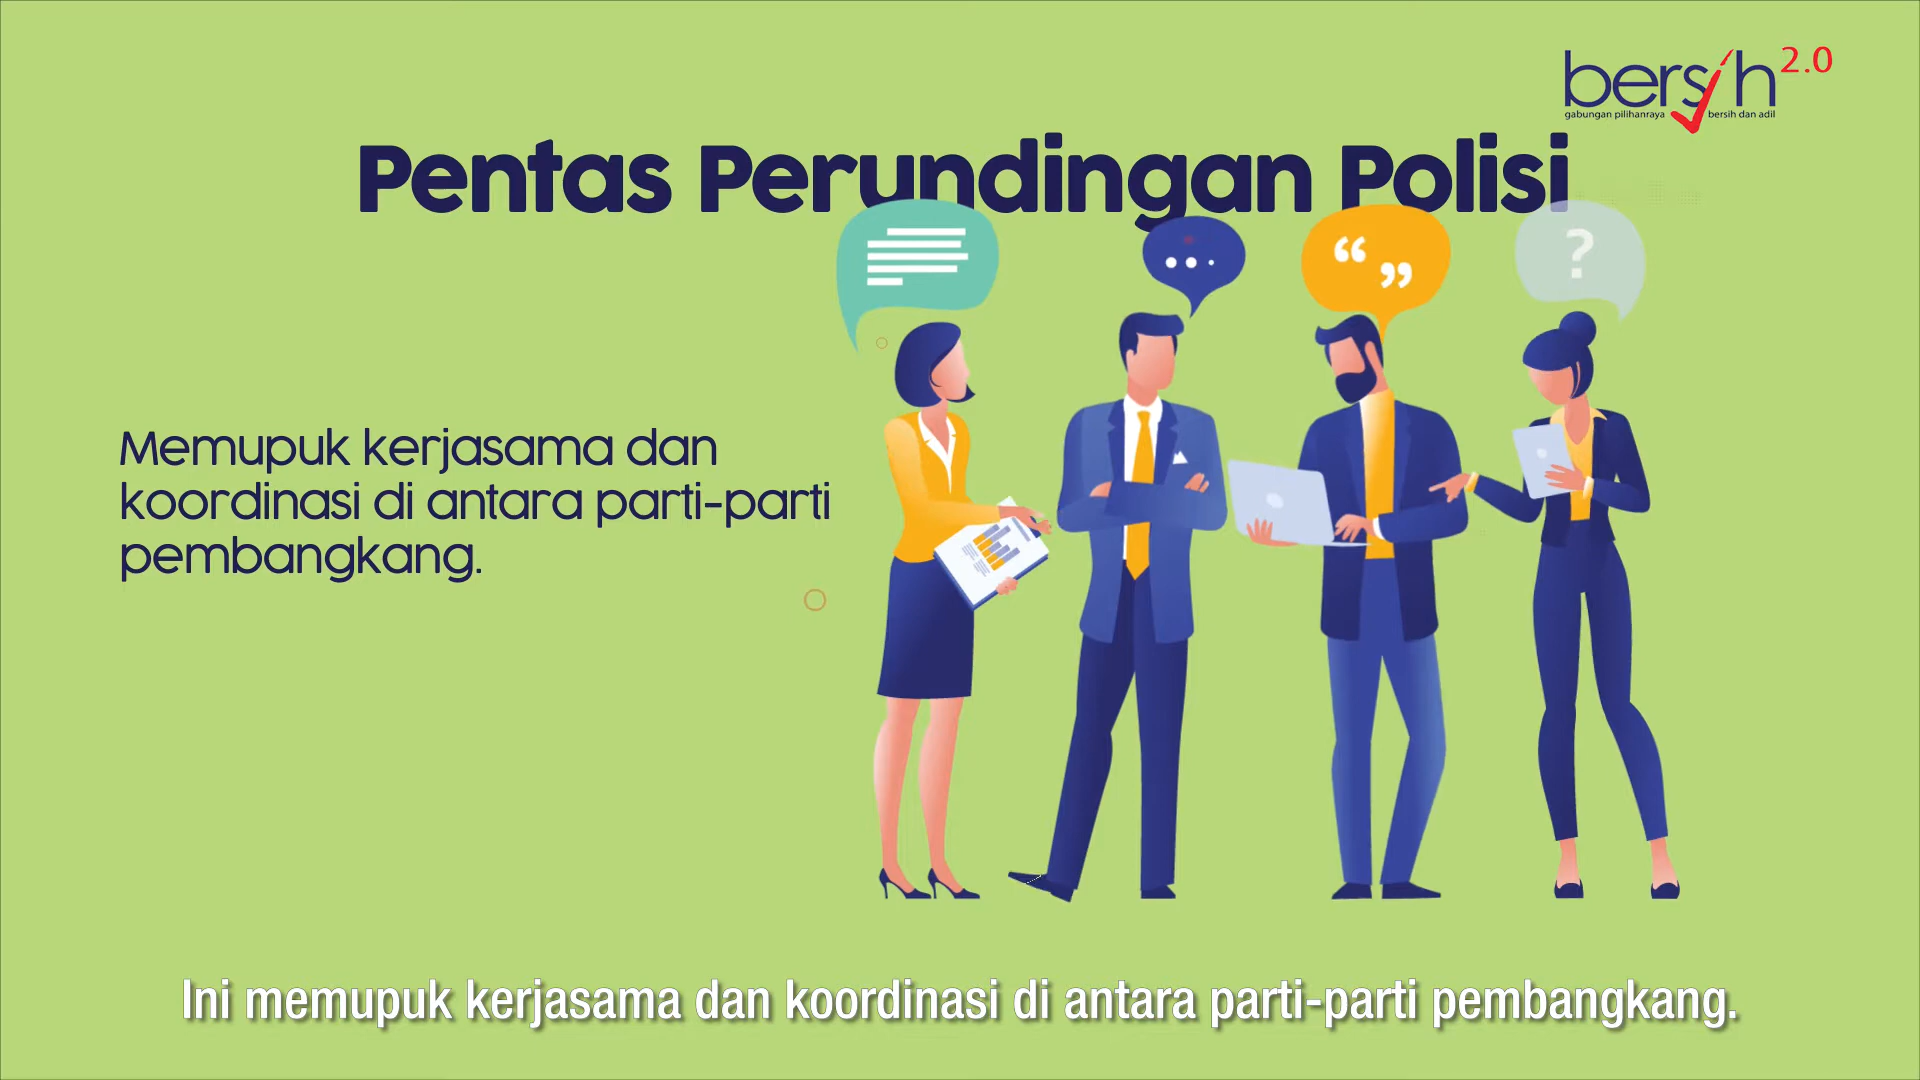 bersih 2.0
gabungan pilihanraya bersih dan adil
Pentas Perundingan Polisi
“ ”
?
Memupuk kerjasama dan
koordinasi di antara parti-parti
pembangkang.
Ini memupuk kerjasama dan koordinasi di antara parti-parti pembangkang.